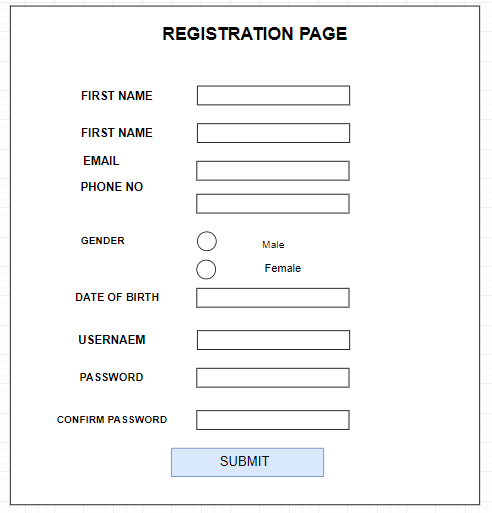 REGISTRATION PAGE
FIRST NAME
FIRST NAME
EMAIL
PHONE NO
GENDER
Male
Female
DATE OF BIRTH
USERNAEM
PASSWORD
CONFIRM PASSWORD
SUBMIT